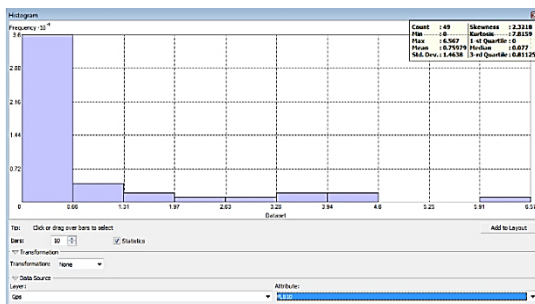 Histogram
Frequency · 10⁻¹
Count : 49 Skewness : 2.3218
Min : 0 Kurtosis : 7.8159
Max : 6.567 1-st Quartile : 0
Mean : 0.75929 Median : 0.077
Std. Dev. : 1.4638 3-rd Quartile : 0.81125
3.6
2.88
2.16
1.44
0.72
0 0.66 1.31 1.97 2.63 3.28 3.94 4.6 5.25 5.91 6.57
Dataset
Tip: Click or drag over bars to select Add to Layout
Bars: 10 Statistics
Transformation
Transformation: None
Data Source
Layer: Attribute:
Gps